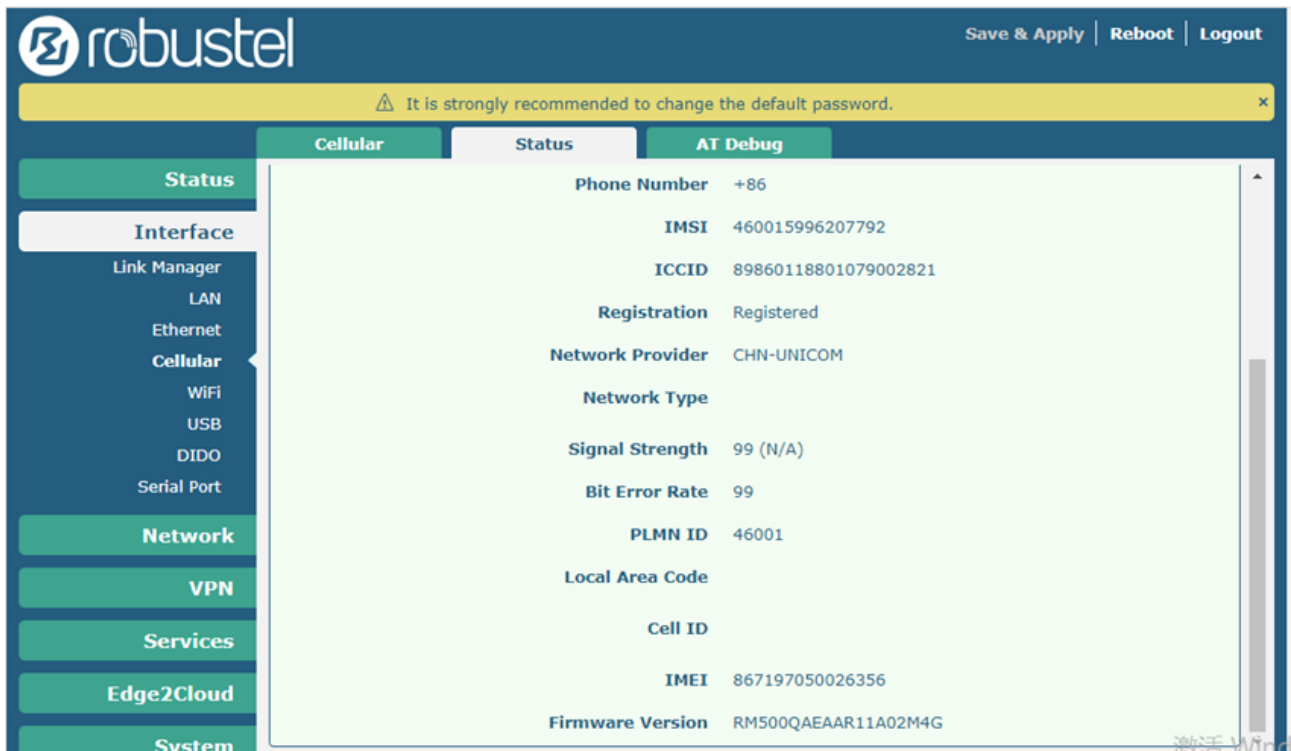 robustel
Save & Apply | Reboot | Logout
⚠ It is strongly recommended to change the default password. ×
Cellular Status AT Debug
Status
Interface
Link Manager
LAN
Ethernet
Cellular
WiFi
USB
DIDO
Serial Port
Network
VPN
Services
Edge2Cloud
System
Phone Number +86
IMSI 460015996207792
ICCID 89860118801079002821
Registration Registered
Network Provider CHN-UNICOM
Network Type
Signal Strength 99 (N/A)
Bit Error Rate 99
PLMN ID 46001
Local Area Code
Cell ID
IMEI 867197050026356
Firmware Version RM500QAEAAR11A02M4G
激活 Wind